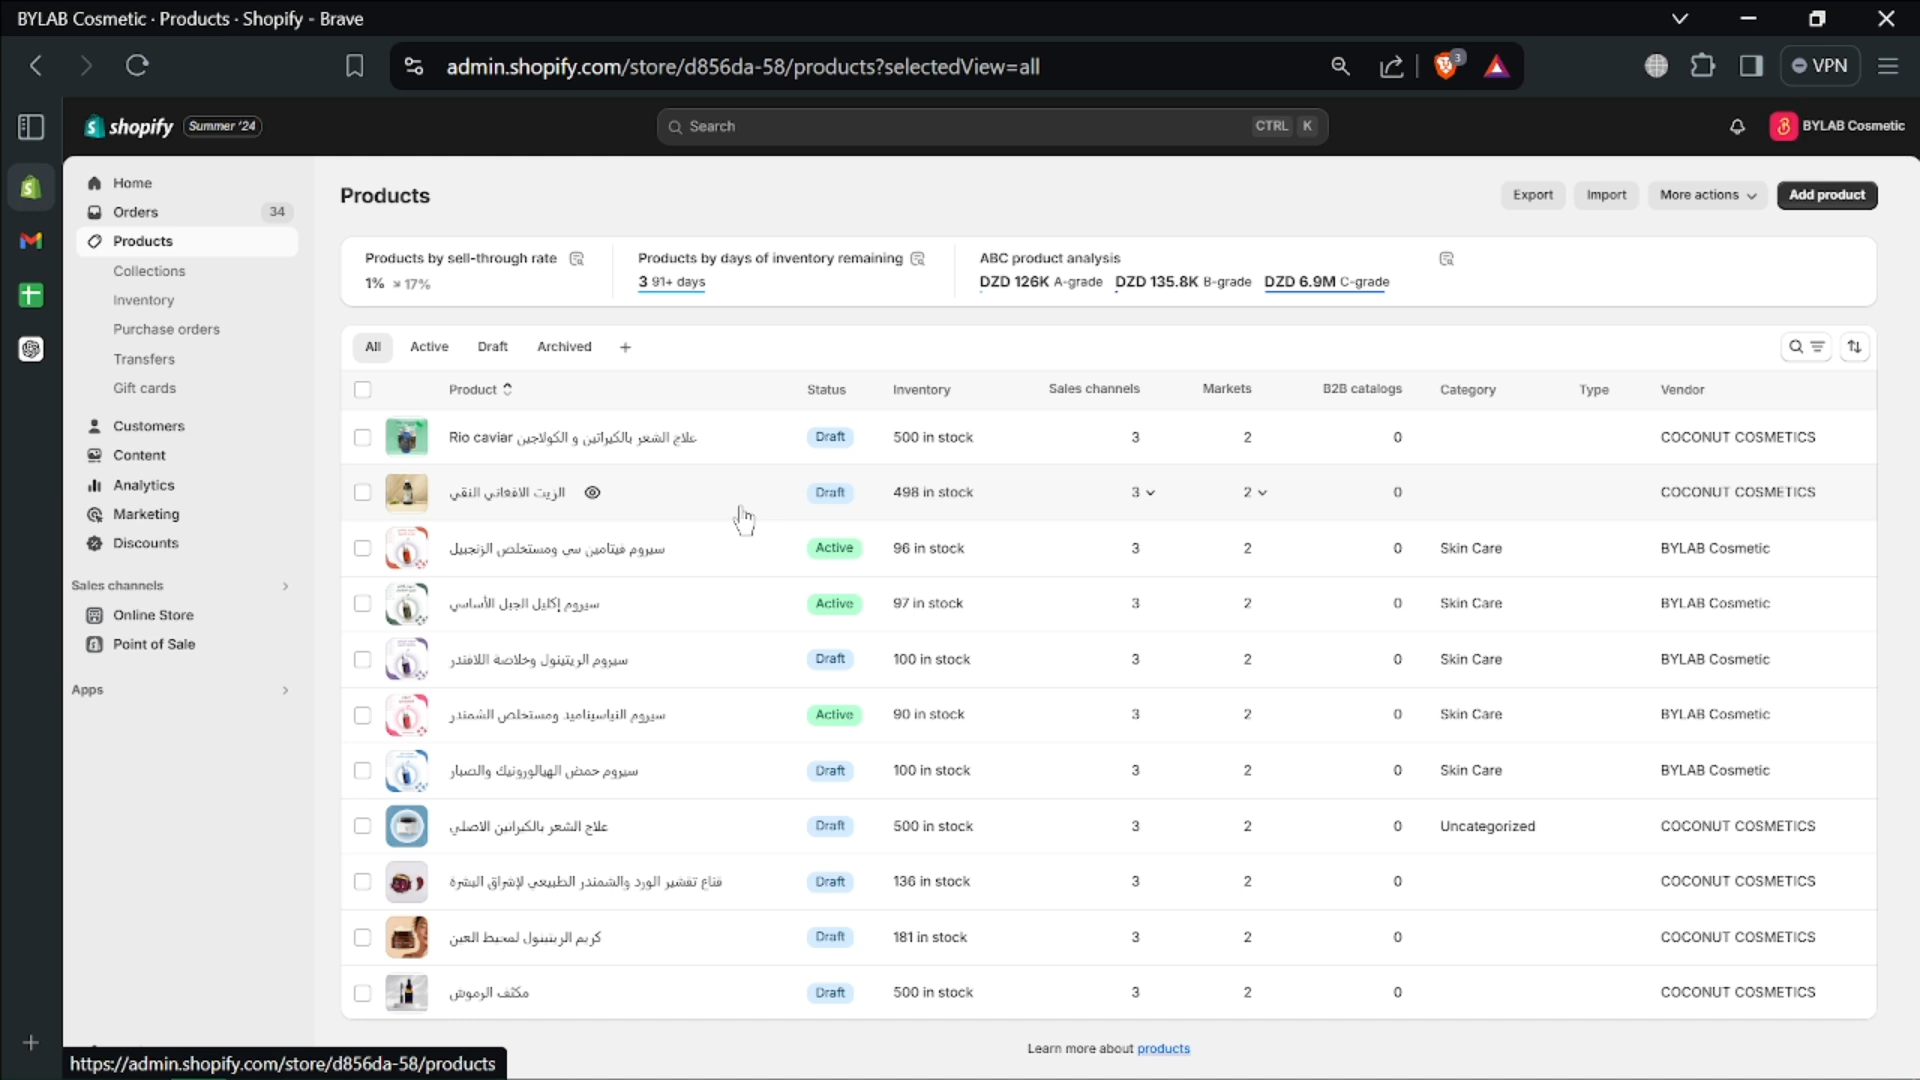 BYLAB Cosmetic · Products · Shopify - Brave
admin.shopify.com/store/d856da-58/products?selectedView=all
3
VPN
shopify
Summer '24
Search
CTRL K
BYLAB Cosmetic
Home
Orders 34
Products
Collections
Inventory
Purchase orders
Transfers
Gift cards
Customers
Content
Analytics
Marketing
Discounts
Sales channels
Online Store
Point of Sale
Apps
Products
Export Import More actions Add product
Products by sell-through rate
1% 17%
Products by days of inventory remaining
3 91+ days
ABC product analysis
DZD 126K A-grade DZD 135.8K B-grade DZD 6.9M C-grade
All Active Draft Archived +
Product Status Inventory Sales channels Markets B2B catalogs Category Type Vendor
Rio caviar علاج الشعر بالكيراتين و الكولاجين Draft 500 in stock 3 2 0 COCONUT COSMETICS
الزيت الافغاني النقي Draft 498 in stock 3 2 0 COCONUT COSMETICS
سيروم فيتامين سي ومستخلص الزنجبيل Active 96 in stock 3 2 0 Skin Care BYLAB Cosmetic
سيروم إكليل الجبل الأساسي Active 97 in stock 3 2 0 Skin Care BYLAB Cosmetic
سيروم الريتينول وخلاصة اللافندر Draft 100 in stock 3 2 0 Skin Care BYLAB Cosmetic
سيروم النياسيناميد ومستخلص الشمندر Active 90 in stock 3 2 0 Skin Care BYLAB Cosmetic
سيروم حمض الهيالورونيك والصبار Draft 100 in stock 3 2 0 Skin Care BYLAB Cosmetic
علاج الشعر بالكيراتين الاصلي Draft 500 in stock 3 2 0 Uncategorized COCONUT COSMETICS
قناع تقشير الورد والشمندر الطبيعي لإشراق البشرة Draft 136 in stock 3 2 0 COCONUT COSMETICS
كريم الريتينول لمحيط العين Draft 181 in stock 3 2 0 COCONUT COSMETICS
مكثف الرموش Draft 500 in stock 3 2 0 COCONUT COSMETICS
Learn more about products
https://admin.shopify.com/store/d856da-58/products